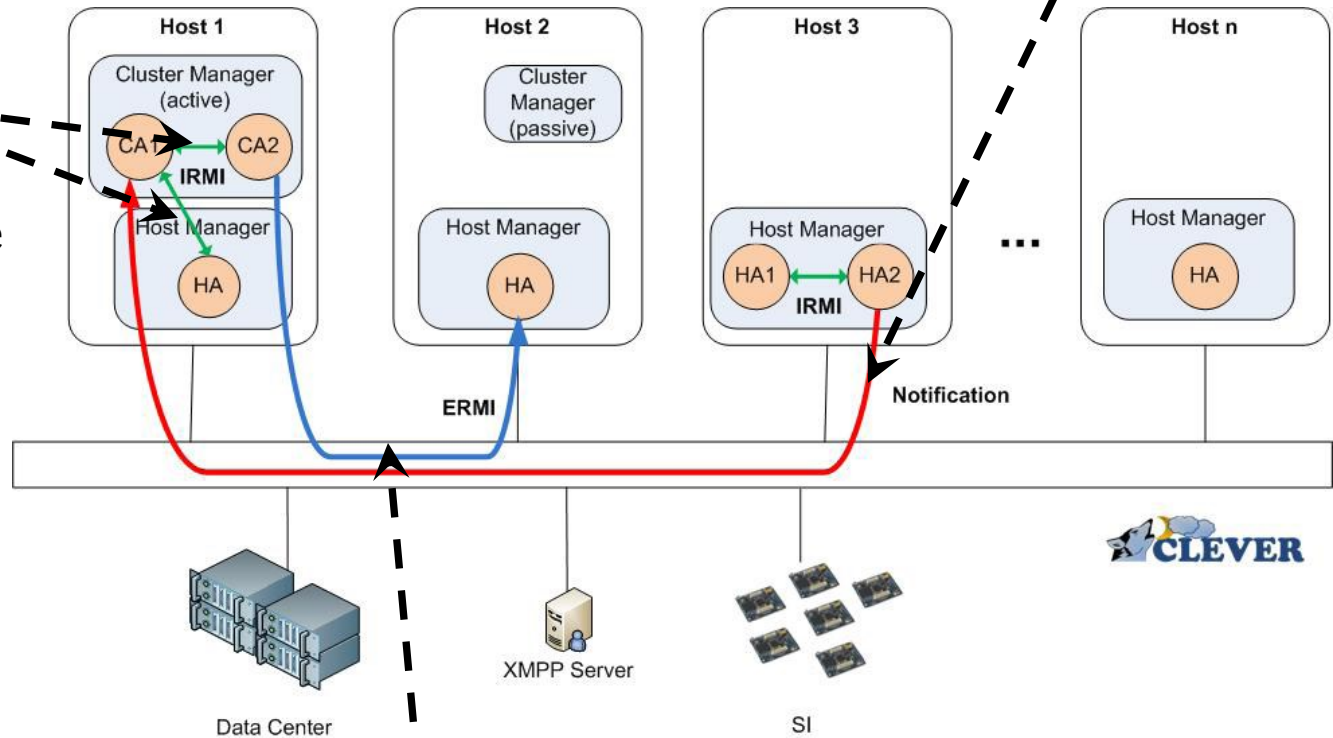 Host 1
Host 2
Host 3
Host n
Cluster Manager
(active)
CA1
CA2
IRMI
Host Manager
HA
Cluster
Manager
(passive)
Host Manager
HA
Host Manager
HA1
HA2
IRMI
...
Host Manager
HA
e
ERMI
Notification
CLEVER
XMPP Server
Data Center
SI